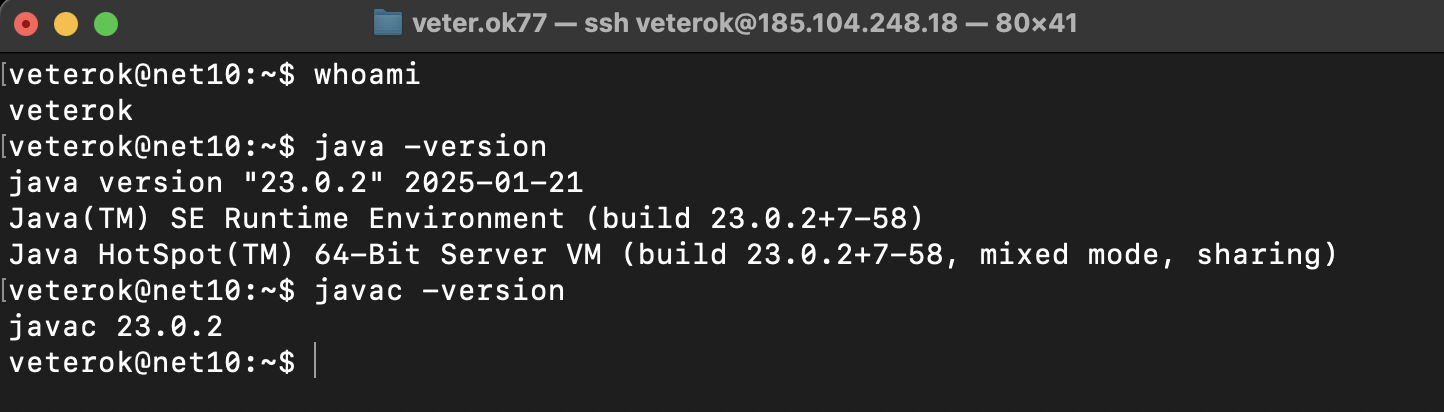 veter.ok77 — ssh veterok@185.104.248.18 — 80×41
[veterok@net10:~$ whoami
veterok
[veterok@net10:~$ java -version
java version "23.0.2" 2025-01-21
Java(TM) SE Runtime Environment (build 23.0.2+7-58)
Java HotSpot(TM) 64-Bit Server VM (build 23.0.2+7-58, mixed mode, sharing)
[veterok@net10:~$ javac -version
javac 23.0.2
veterok@net10:~$